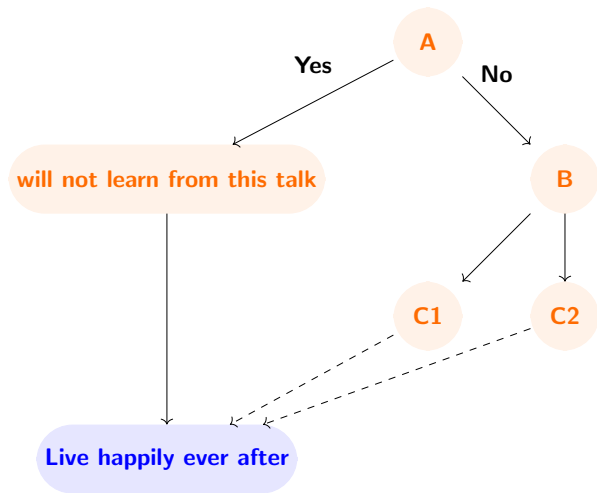 A
Yes
No
will not learn from this talk
B
C1
C2
Live happily ever after